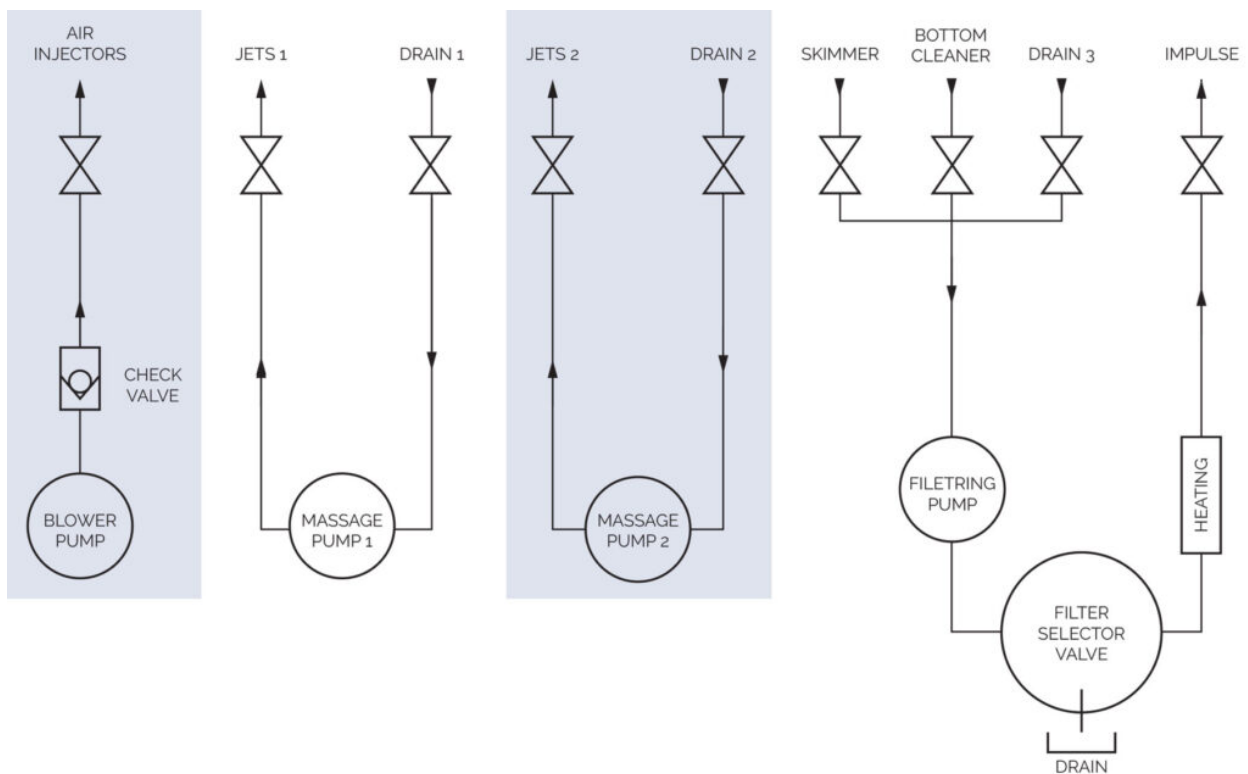 AIR
INJECTORS
JETS 1
DRAIN 1
JETS 2
DRAIN 2
SKIMMER
BOTTOM
CLEANER
DRAIN 3
IMPULSE
CHECK
VALVE
BLOWER
PUMP
MASSAGE
PUMP 1
MASSAGE
PUMP 2
FILETRING
PUMP
HEATING
FILTER
SELECTOR
VALVE
DRAIN